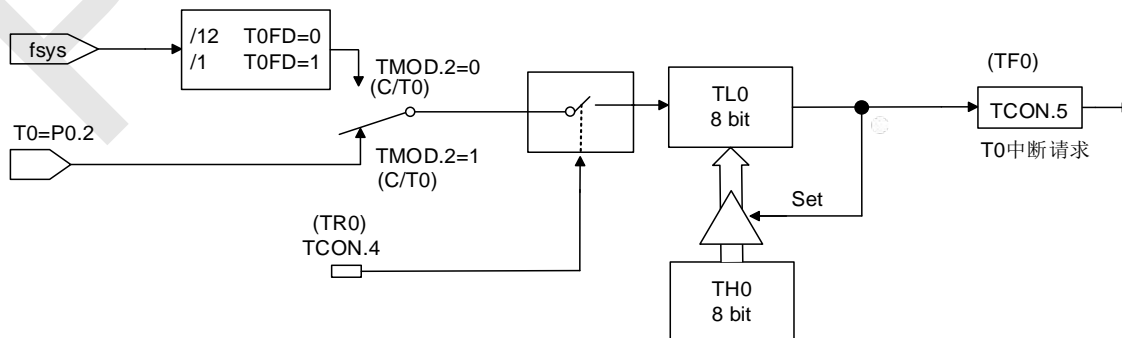 fsys
/12 T0FD=0
/1 T0FD=1
TMOD.2=0
(C/T0)
T0=P0.2
TMOD.2=1
(C/T0)
(TR0)
TCON.4
TL0
8 bit
Set
TH0
8 bit
(TF0)
TCON.5
T0中断请求